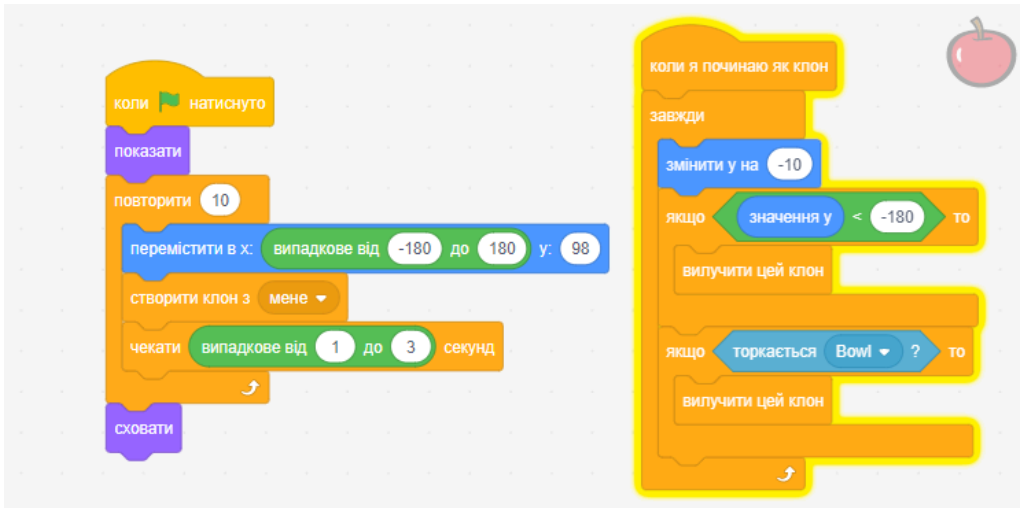 коли натиснуто
показати
повторити 10
перемістити в x: випадкове від -180 до 180 y: 98
створити клон з мене
чекати випадкове від 1 до 3 секунд
сховати
коли я починаю як клон
завжди
змінити y на -10
якщо значення y < -180 то
вилучити цей клон
якщо торкається Bowl ? то
вилучити цей клон